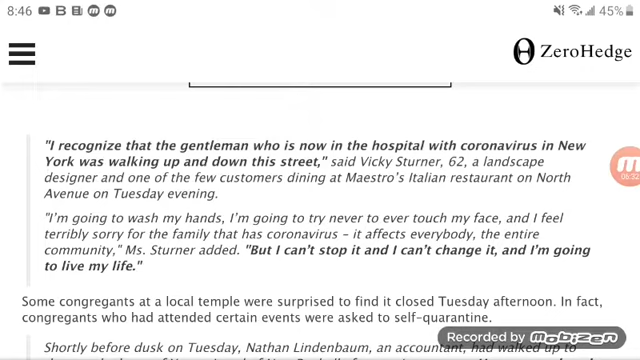 8:46 45%
ZeroHedge
"I recognize that the gentleman who is now in the hospital with coronavirus in New
York was walking up and down this street," said Vicky Sturner, 62, a landscape
designer and one of the few customers dining at Maestro's Italian restaurant on North
Avenue on Tuesday evening.
06:32
"I'm going to wash my hands, I'm going to try never to ever touch my face, and I feel
terribly sorry for the family that has coronavirus – it affects everybody, the entire
community," Ms. Sturner added. "But I can't stop it and I can't change it, and I'm going
to live my life."
Some congregants at a local temple were surprised to find it closed Tuesday afternoon. In fact,
congregants who had attended certain events were asked to self-quarantine.
Recorded by Mobizen
Shortly before dusk on Tuesday, Nathan Lindenbaum, an accountant, had walked up to